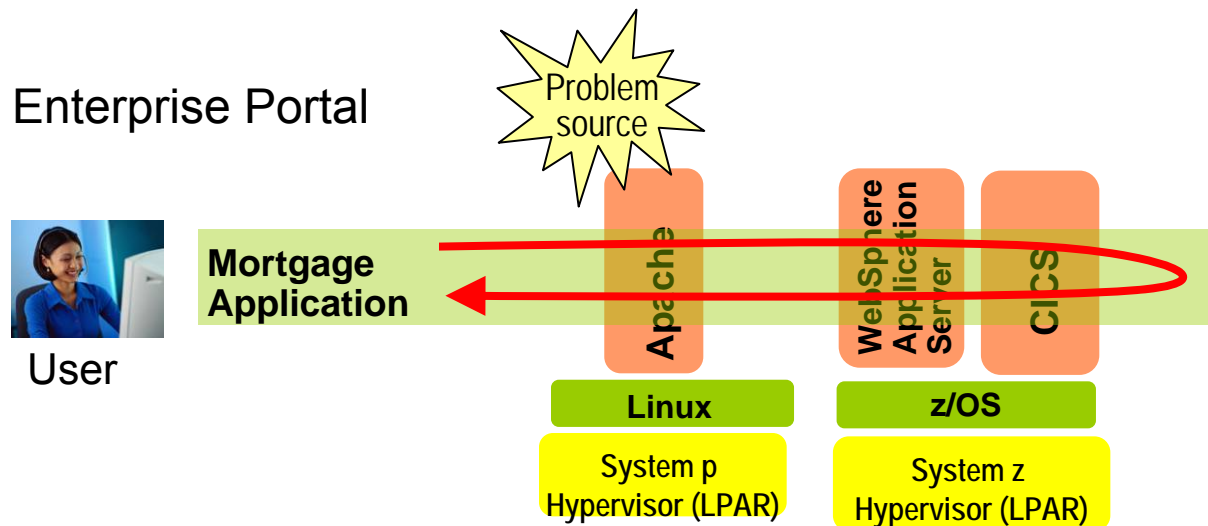 Enterprise Portal
Problem
source
User
Mortgage
Application
Apache
WebSphere
Application
Server
CICS
Linux
z/OS
System p
Hypervisor (LPAR)
System z
Hypervisor (LPAR)